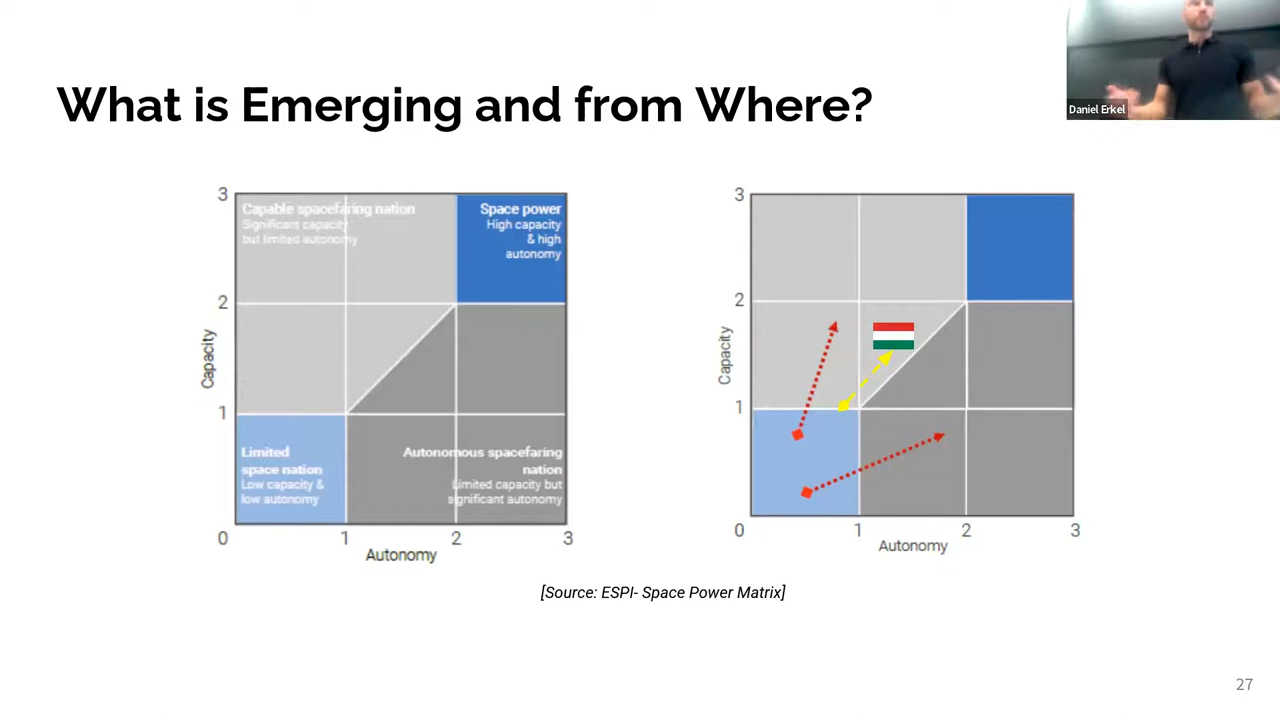 Daniel Erkel
What is Emerging and from Where?
3
Capable spacefaring nation
Significant capacity
but limited autonomy
Space power
High capacity
& high
autonomy
2
Capacity
1
Limited
space nation
Low capacity &
low autonomy
Autonomous spacefaring
nation
Limited capacity but
significant autonomy
0
1
2
3
Autonomy
3
2
Capacity
1
0
1
2
3
Autonomy
[Source: ESPI- Space Power Matrix]
27